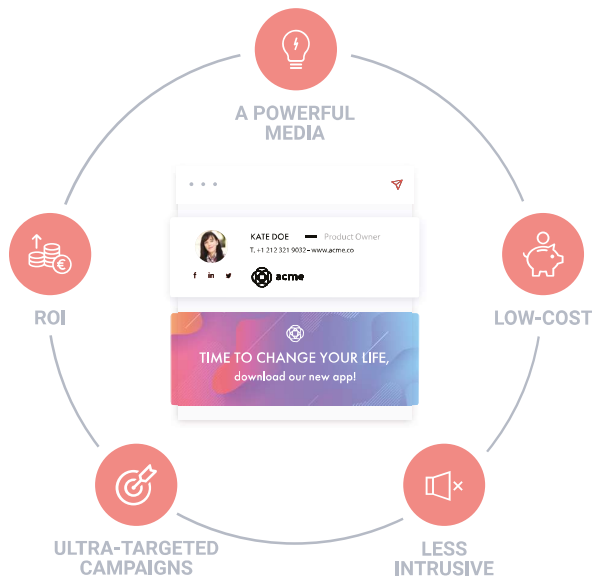 A POWERFUL
MEDIA
KATE DOE — Product Owner
T. +1 212 321 9032 – www.acme.co
f in
acme
ROI
LOW-COST
TIME TO CHANGE YOUR LIFE,
download our new app!
ULTRA-TARGETED
CAMPAIGNS
LESS
INTRUSIVE